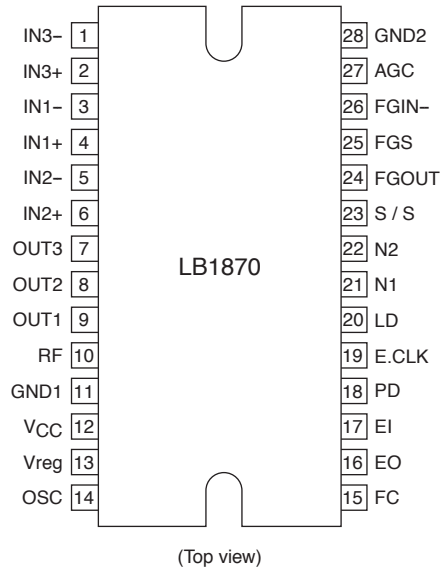 IN3– 1 28 GND2
IN3+ 2 27 AGC
IN1– 3 26 FGIN–
IN1+ 4 25 FGS
IN2– 5 24 FGOUT
IN2+ 6 23 S / S
OUT3 7 22 N2
OUT2 8 LB1870 21 N1
OUT1 9 20 LD
RF 10 19 E.CLK
GND1 11 18 PD
VCC 12 17 EI
Vreg 13 16 EO
OSC 14 15 FC
(Top view)